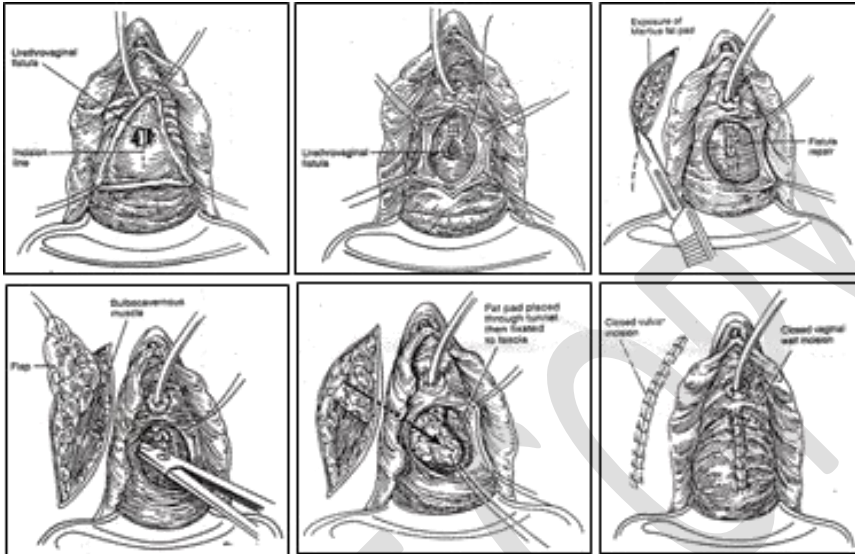 Urethrovaginal
fistula
Incision
line
Urethrovaginal
fistula
Exposure of
Martius fat pad
Fistula
repair
Bulbocavernous
muscle
Flap
Fat pad placed
through tunnel
then fixated
to fascia
Closed vulvar
incision
Closed vaginal
wall incision